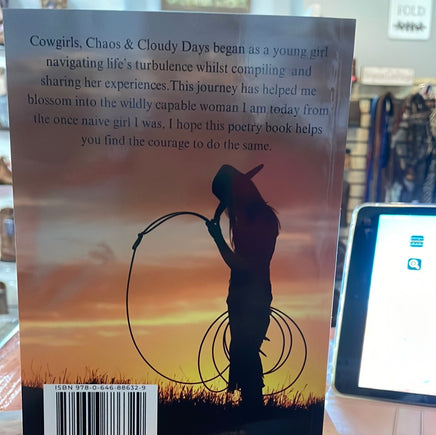 FOLD
Cowgirls, Chaos & Cloudy Days began as a young girl
navigating life's turbulence whilst compiling and
sharing her experiences.This journey has helped me
blossom into the wildly capable woman I am today from
the once naive girl I was, I hope this poetry book helps
you find the courage to do the same.
ISBN 978-0-646-88632-9